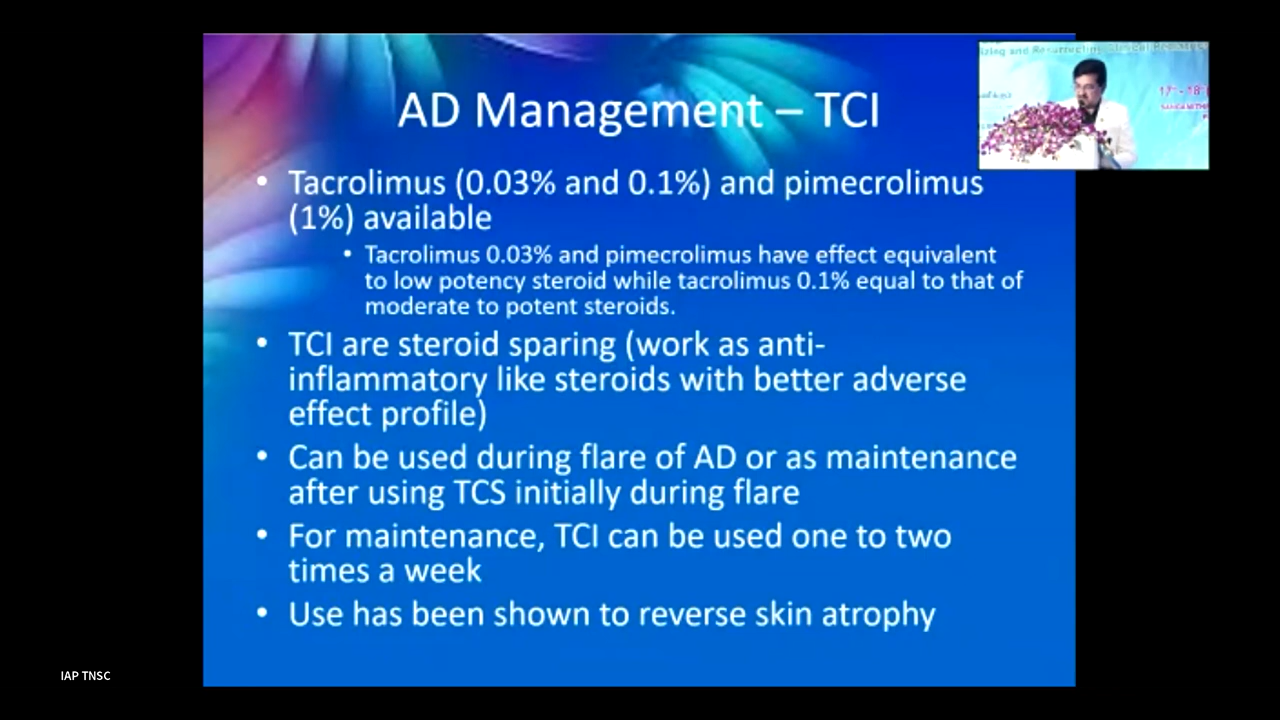 AD Management – TCI
• Tacrolimus (0.03% and 0.1%) and pimecrolimus
(1%) available
• Tacrolimus 0.03% and pimecrolimus have effect equivalent
to low potency steroid while tacrolimus 0.1% equal to that of
moderate to potent steroids.
• TCI are steroid sparing (work as anti-
inflammatory like steroids with better adverse
effect profile)
• Can be used during flare of AD or as maintenance
after using TCS initially during flare
• For maintenance, TCI can be used one to two
times a week
• Use has been shown to reverse skin atrophy
and Resurrecting
17th - 18th
IAP TNSC